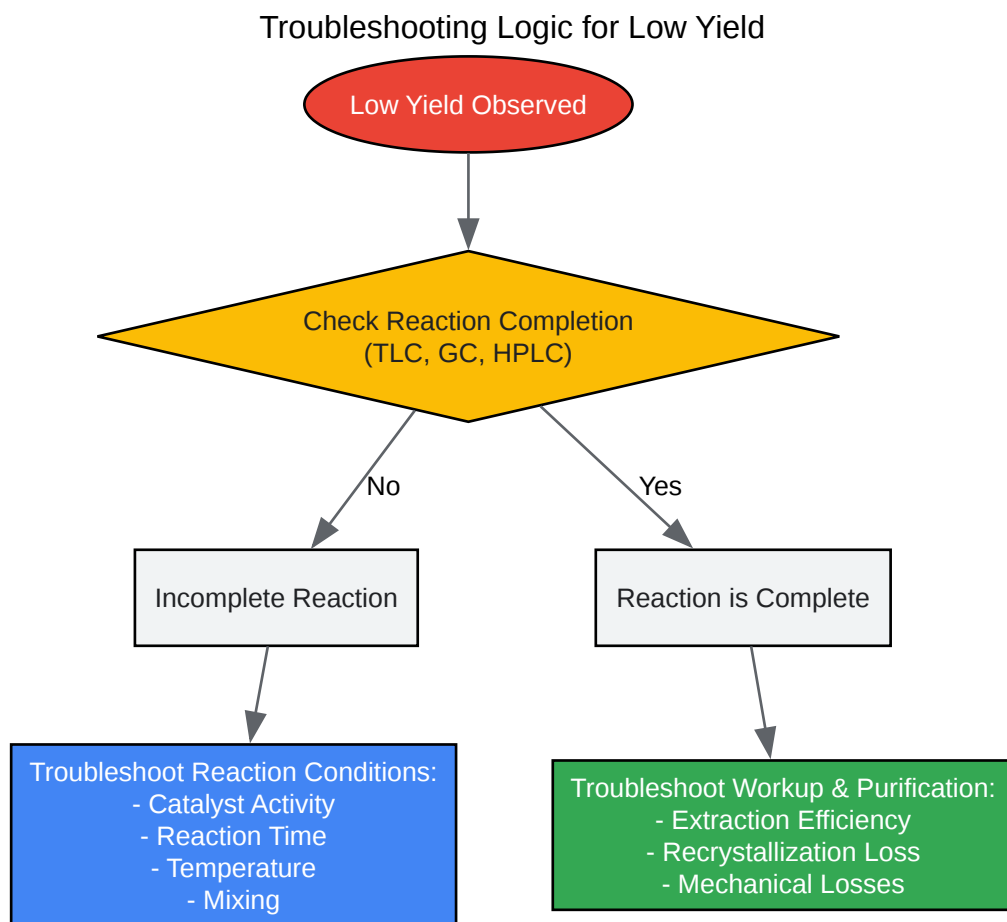 Troubleshooting Logic for Low Yield
Low Yield Observed
Check Reaction Completion
(TLC, GC, HPLC)
No
Yes
Incomplete Reaction
Reaction is Complete
Troubleshoot Reaction Conditions:
- Catalyst Activity
- Reaction Time
- Temperature
- Mixing
Troubleshoot Workup & Purification:
- Extraction Efficiency
- Recrystallization Loss
- Mechanical Losses